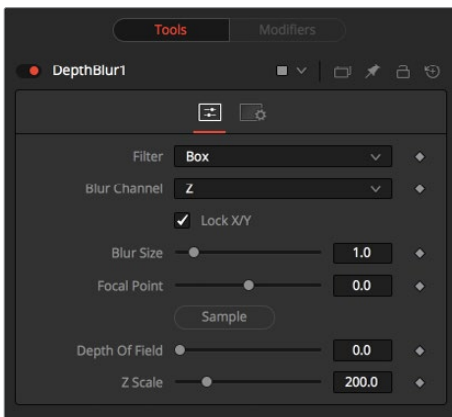 Tools Modifiers
DepthBlur1
Filter Box
Blur Channel Z
Lock X/Y
Blur Size 1.0
Focal Point 0.0
Sample
Depth Of Field 0.0
Z Scale 200.0